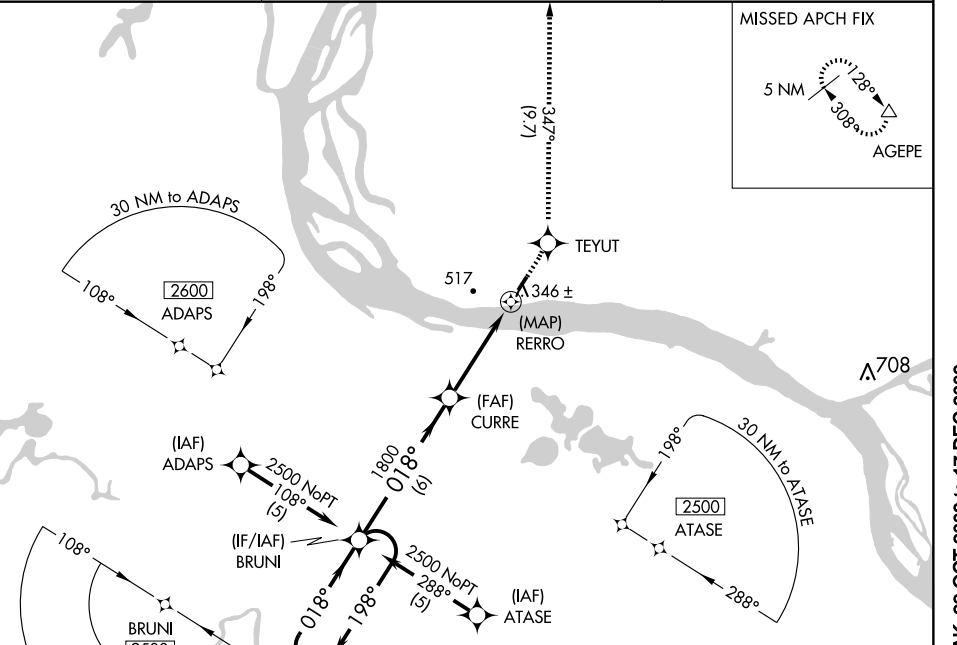 MISSED APCH FIX
5 NM
128°
308°
AGEPE
347°
(9.7)
30 NM to ADAPS
108°
2600
ADAPS
198°
TEYUT
517
346 ±
(MAP)
RERRO
708
(FAF)
CURRE
(IAF)
ADAPS
2500 NoPT
108°
(5)
1800
018°
(6)
198°
30 NM to ATASE
2500
ATASE
288°
(IF/IAF)
BRUNI
2500 NoPT
288°
(5)
(IAF)
ATASE
018°
198°
108°
BRUNI